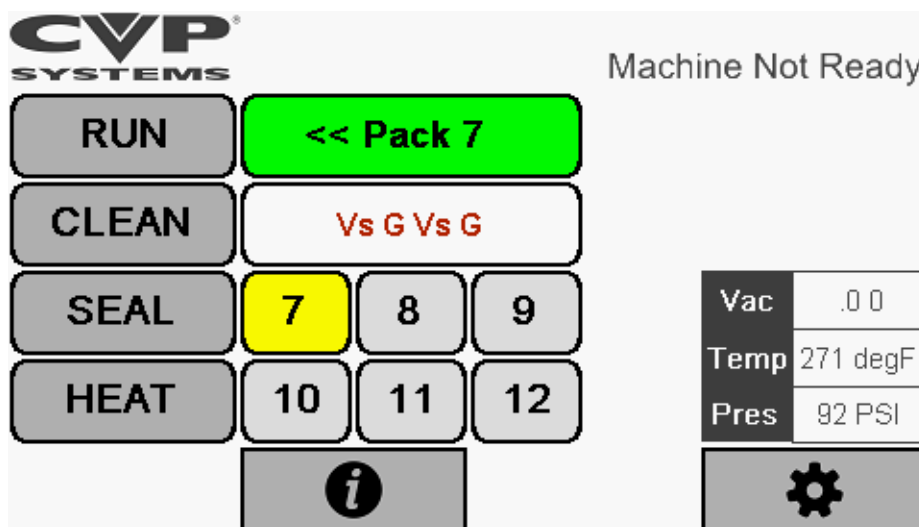 CVP®
SYSTEMS
Machine Not Ready
RUN
<< Pack 7
CLEAN
Vs G Vs G
SEAL
7
8
9
HEAT
10
11
12
Vac
.0 0
Temp
271 degF
Pres
92 PSI
i